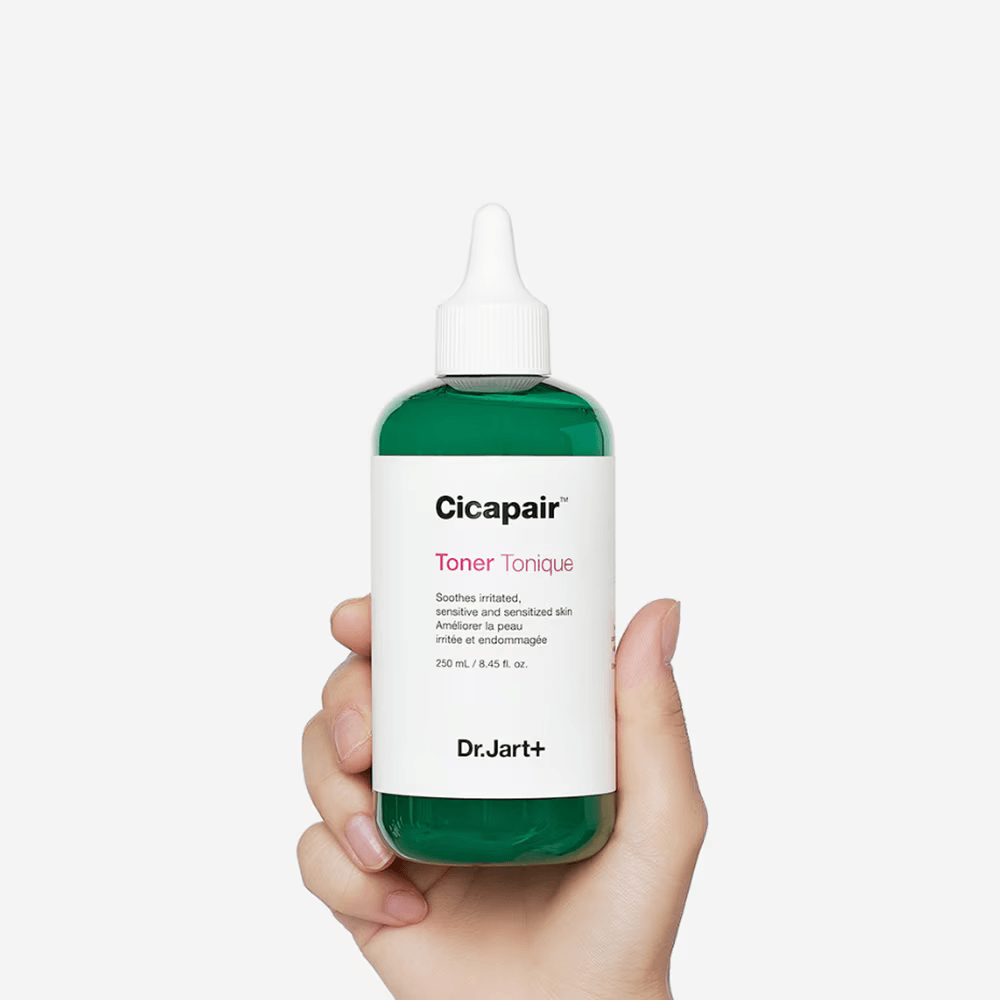 Cicapair™
Toner Tonique
Soothes irritated,
sensitive and sensitized skin
Améliorer la peau
irritée et endommagée
250 mL / 8.45 fl. oz.
Dr.Jart+